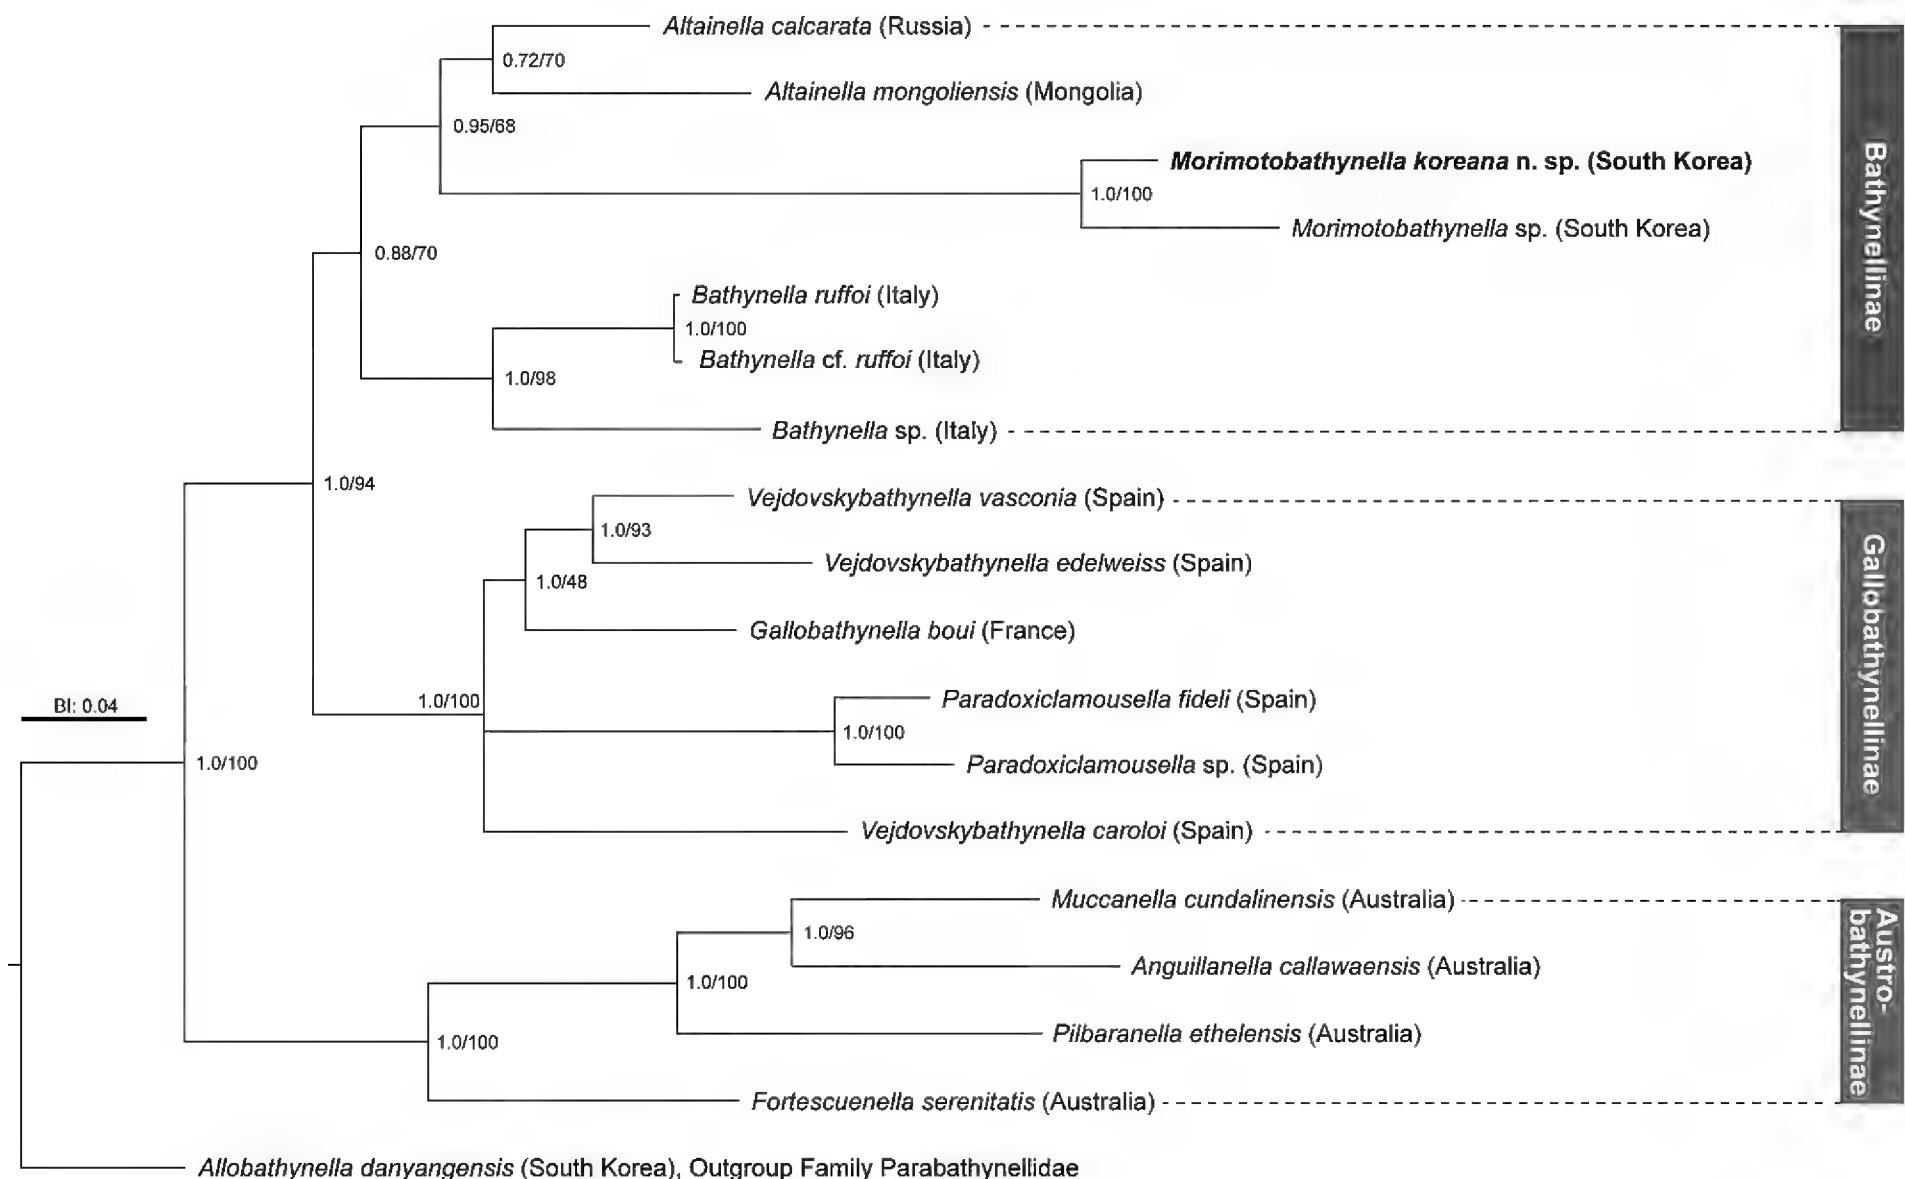 Altainella calcarata (Russia)
0.72/70
Altainella mongoliensis (Mongolia)
0.95/68
Morimotobathynella koreana n. sp. (South Korea)
1.0/100
Morimotobathynella sp. (South Korea)
0.88/70
Bathynella ruffoi (Italy)
1.0/100
Bathynella cf. ruffoi (Italy)
1.0/98
Bathynella sp. (Italy)
Bathynellinae
1.0/94
Vejdovskybathynella vasconia (Spain)
1.0/93
Vejdovskybathynella edelweiss (Spain)
1.0/48
Gallobathynella boui (France)
1.0/100
Paradoxiclamousella fideli (Spain)
1.0/100
Paradoxiclamousella sp. (Spain)
Vejdovskybathynella caroloi (Spain)
Gallobathynellinae
BI: 0.04
1.0/100
Muccanella cundalinensis (Australia)
1.0/96
Anguillanella callawaensis (Australia)
1.0/100
Pilbaranella ethelensis (Australia)
1.0/100
Fortescuenella serenitatis (Australia)
Austro-
bathynellinae
Allobathynella danyangensis (South Korea), Outgroup Family Parabathynellidae